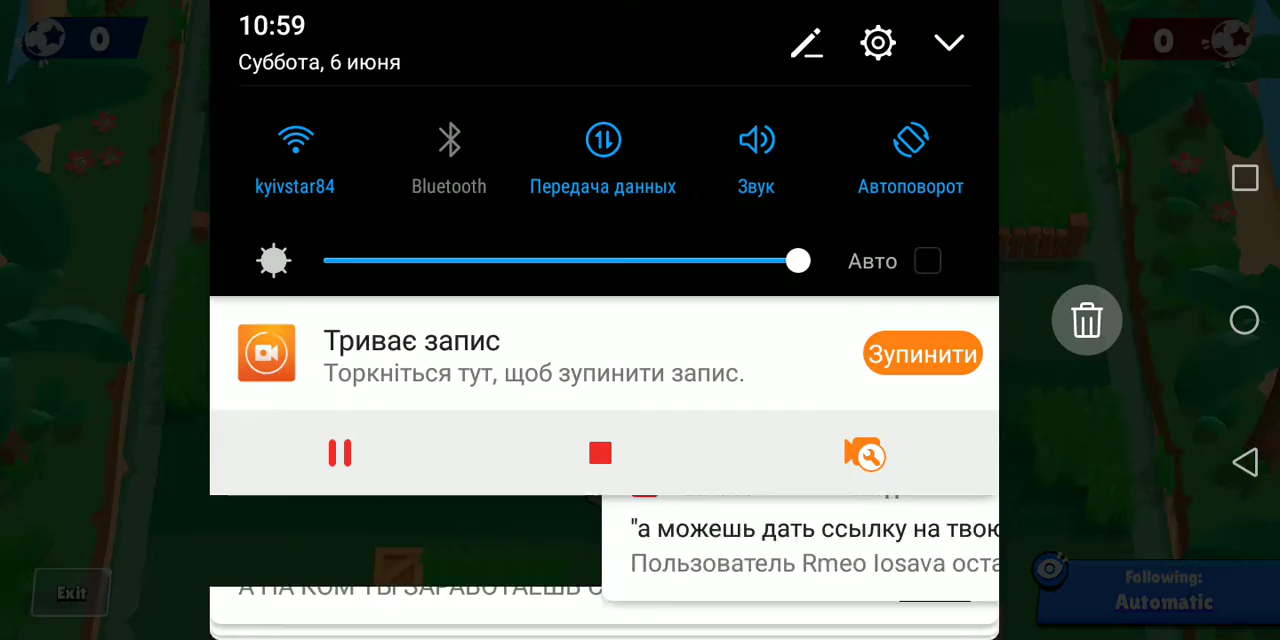 10:59
Суббота, 6 июня
0
0
kyivstar84
Bluetooth
Передача данных
Звук
Автоповорот
Авто
Триває запис
Торкніться тут, щоб зупинити запис.
Зупинити
"а можешь дать ссылку на твою
Пользователь Rmeo Iosava оста
А НА КОМ ТЫ ЗАРАБОТАЕШЬ
Exit
Following:
Automatic